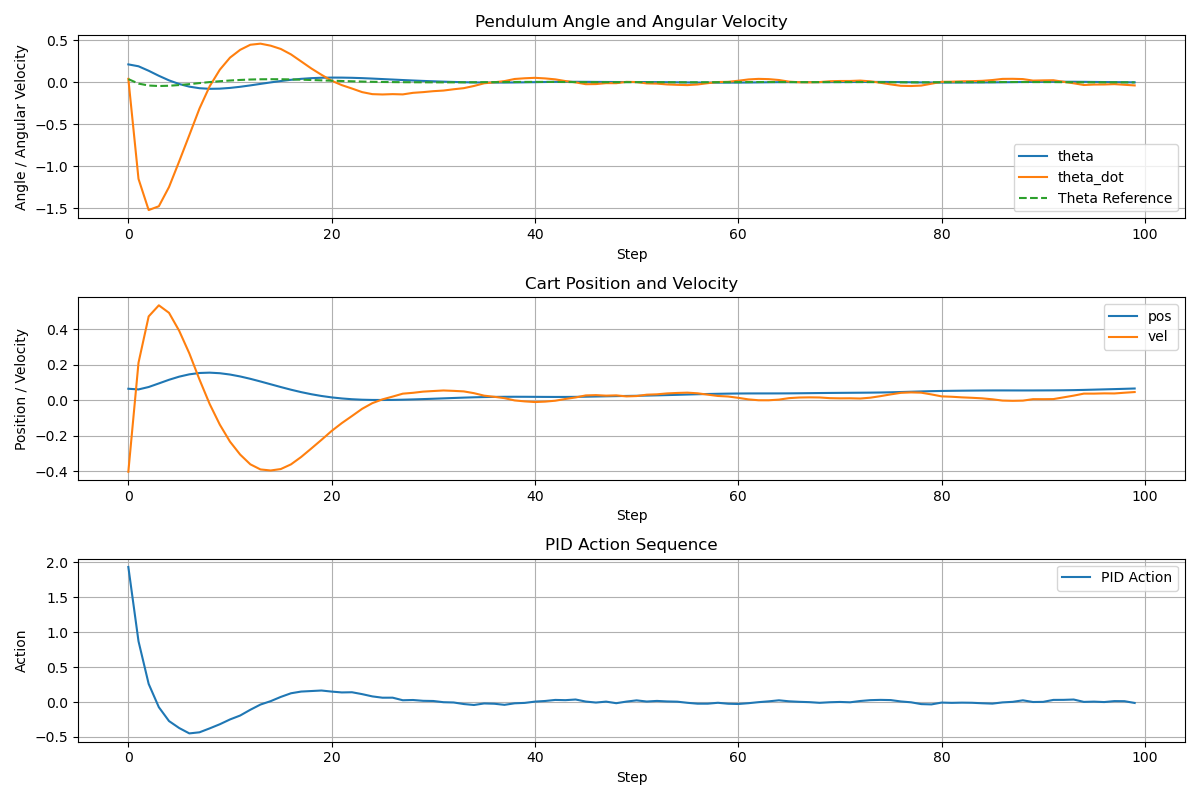 Pendulum Angle and Angular Velocity
Angle / Angular Velocity
0.5
0.0
−0.5
−1.0
−1.5
theta
theta_dot
Theta Reference
0 20 40 60 80 100
Step
Cart Position and Velocity
Position / Velocity
0.4
0.2
0.0
−0.2
−0.4
pos
vel
0 20 40 60 80 100
Step
PID Action Sequence
Action
2.0
1.5
1.0
0.5
0.0
−0.5
PID Action
0 20 40 60 80 100
Step